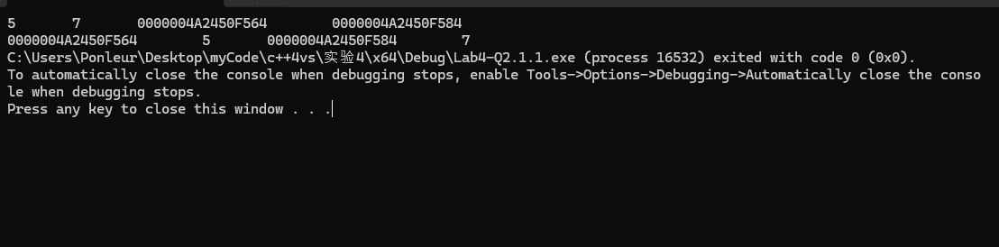 5       7       0000004A2450F564        0000004A2450F584
0000004A2450F564        5       0000004A2450F584        7
C:\Users\Ponleur\Desktop\myCode\c++4vs\实验4\x64\Debug\Lab4-Q2.1.1.exe (process 16532) exited with code 0 (0x0).
To automatically close the console when debugging stops, enable Tools->Options->Debugging->Automatically close the conso
le when debugging stops.
Press any key to close this window . . .